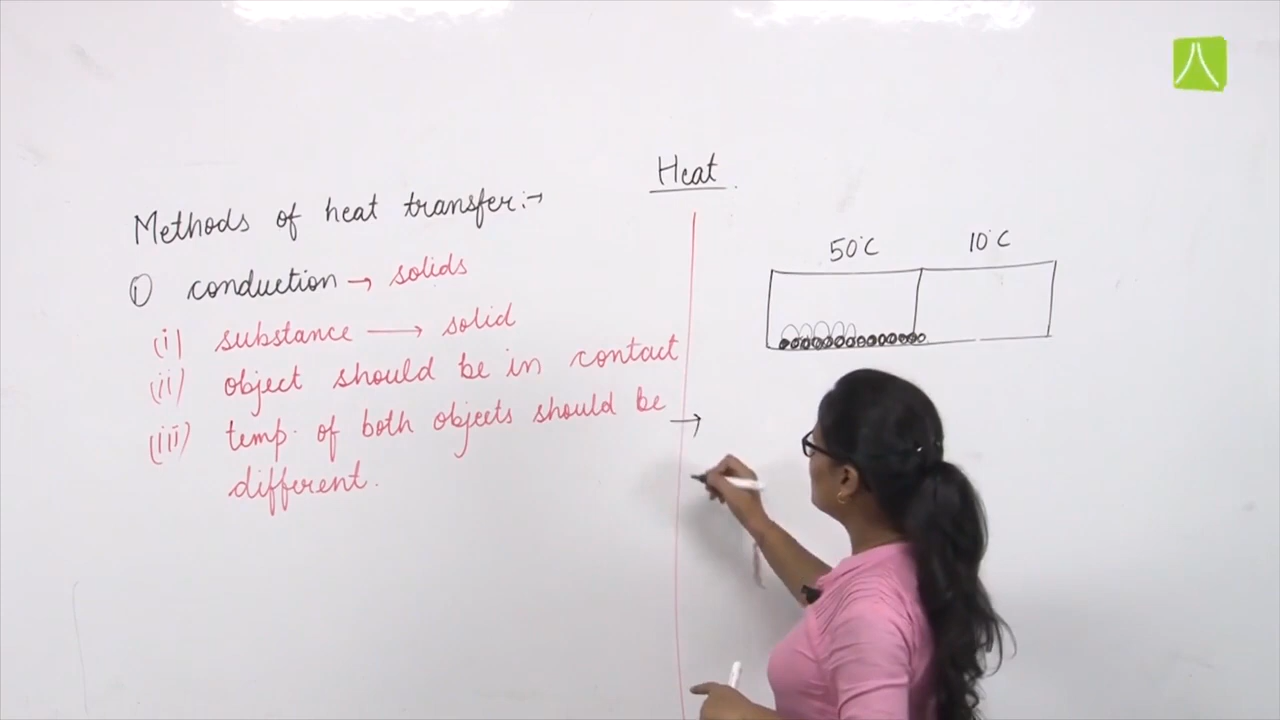 Heat
Methods of heat transfer:→
① conduction → solids
(i) substance → solid
(ii) object should be in contact
(iii) temp. of both objects should be →
different.
50°C 10°C